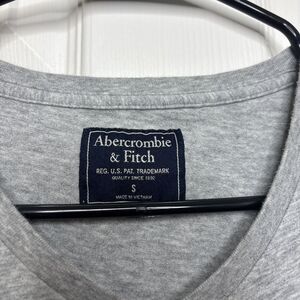 Abercrombie
& Fitch
REG. U.S. PAT. TRADEMARK
QUALITY SINCE 1892
S
MADE IN VIETNAM